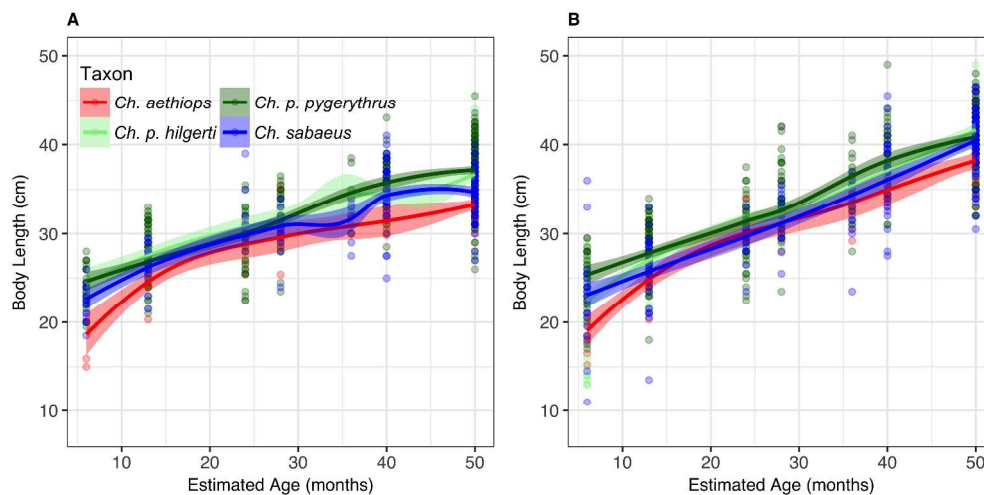 A
B
50
40
30
20
10
Body Length (cm)
Taxon
Ch. aethiops
Ch. p. pygerythrus
Ch. p. hilgerti
Ch. sabaeus
10
20
30
40
50
Estimated Age (months)
50
40
30
20
10
Body Length (cm)
10
20
30
40
50
Estimated Age (months)